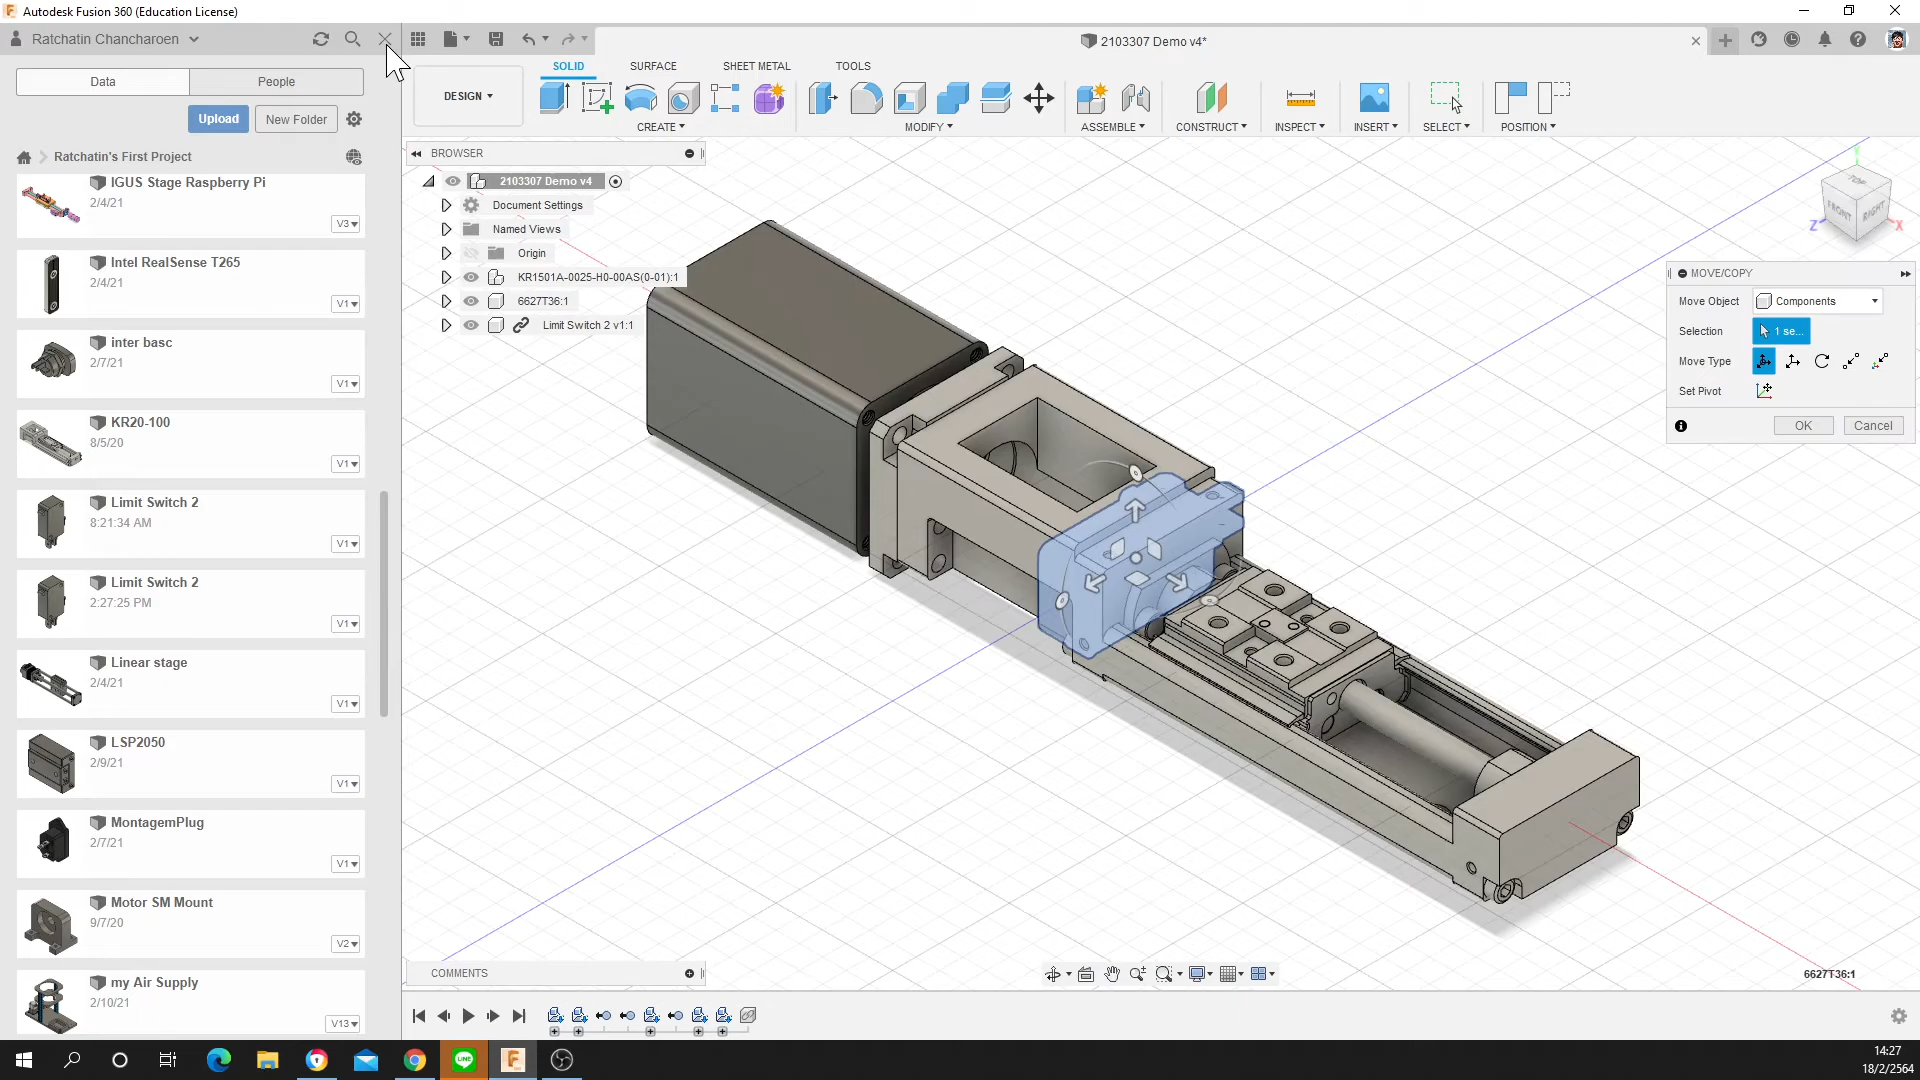 Autodesk Fusion 360 (Education License)
Ratchatin Chancharoen
2103307 Demo v4*
Data
People
Upload
New Folder
Ratchatin's First Project
IGUS Stage Raspberry Pi
2/4/21
V3
Intel RealSense T265
2/4/21
V1
inter basc
2/7/21
V1
KR20-100
8/5/20
V1
Limit Switch 2
8:21:34 AM
V1
Limit Switch 2
2:27:25 PM
V1
Linear stage
2/4/21
V1
LSP2050
2/9/21
V1
MontagemPlug
2/7/21
V1
Motor SM Mount
9/7/20
V2
my Air Supply
2/10/21
V13
DESIGN
SOLID
SURFACE
SHEET METAL
TOOLS
CREATE
MODIFY
ASSEMBLE
CONSTRUCT
INSPECT
INSERT
SELECT
POSITION
BROWSER
2103307 Demo v4
Document Settings
Named Views
Origin
KR1501A-0025-H0-00AS(0-01):1
6627T36:1
Limit Switch 2 v1:1
TOP
FRONT
RIGHT
Y
Z
X
MOVE/COPY
Move Object
Components
Selection
1 se...
Move Type
Set Pivot
OK
Cancel
COMMENTS
6627T36:1
LINE
14:27
18/2/2564